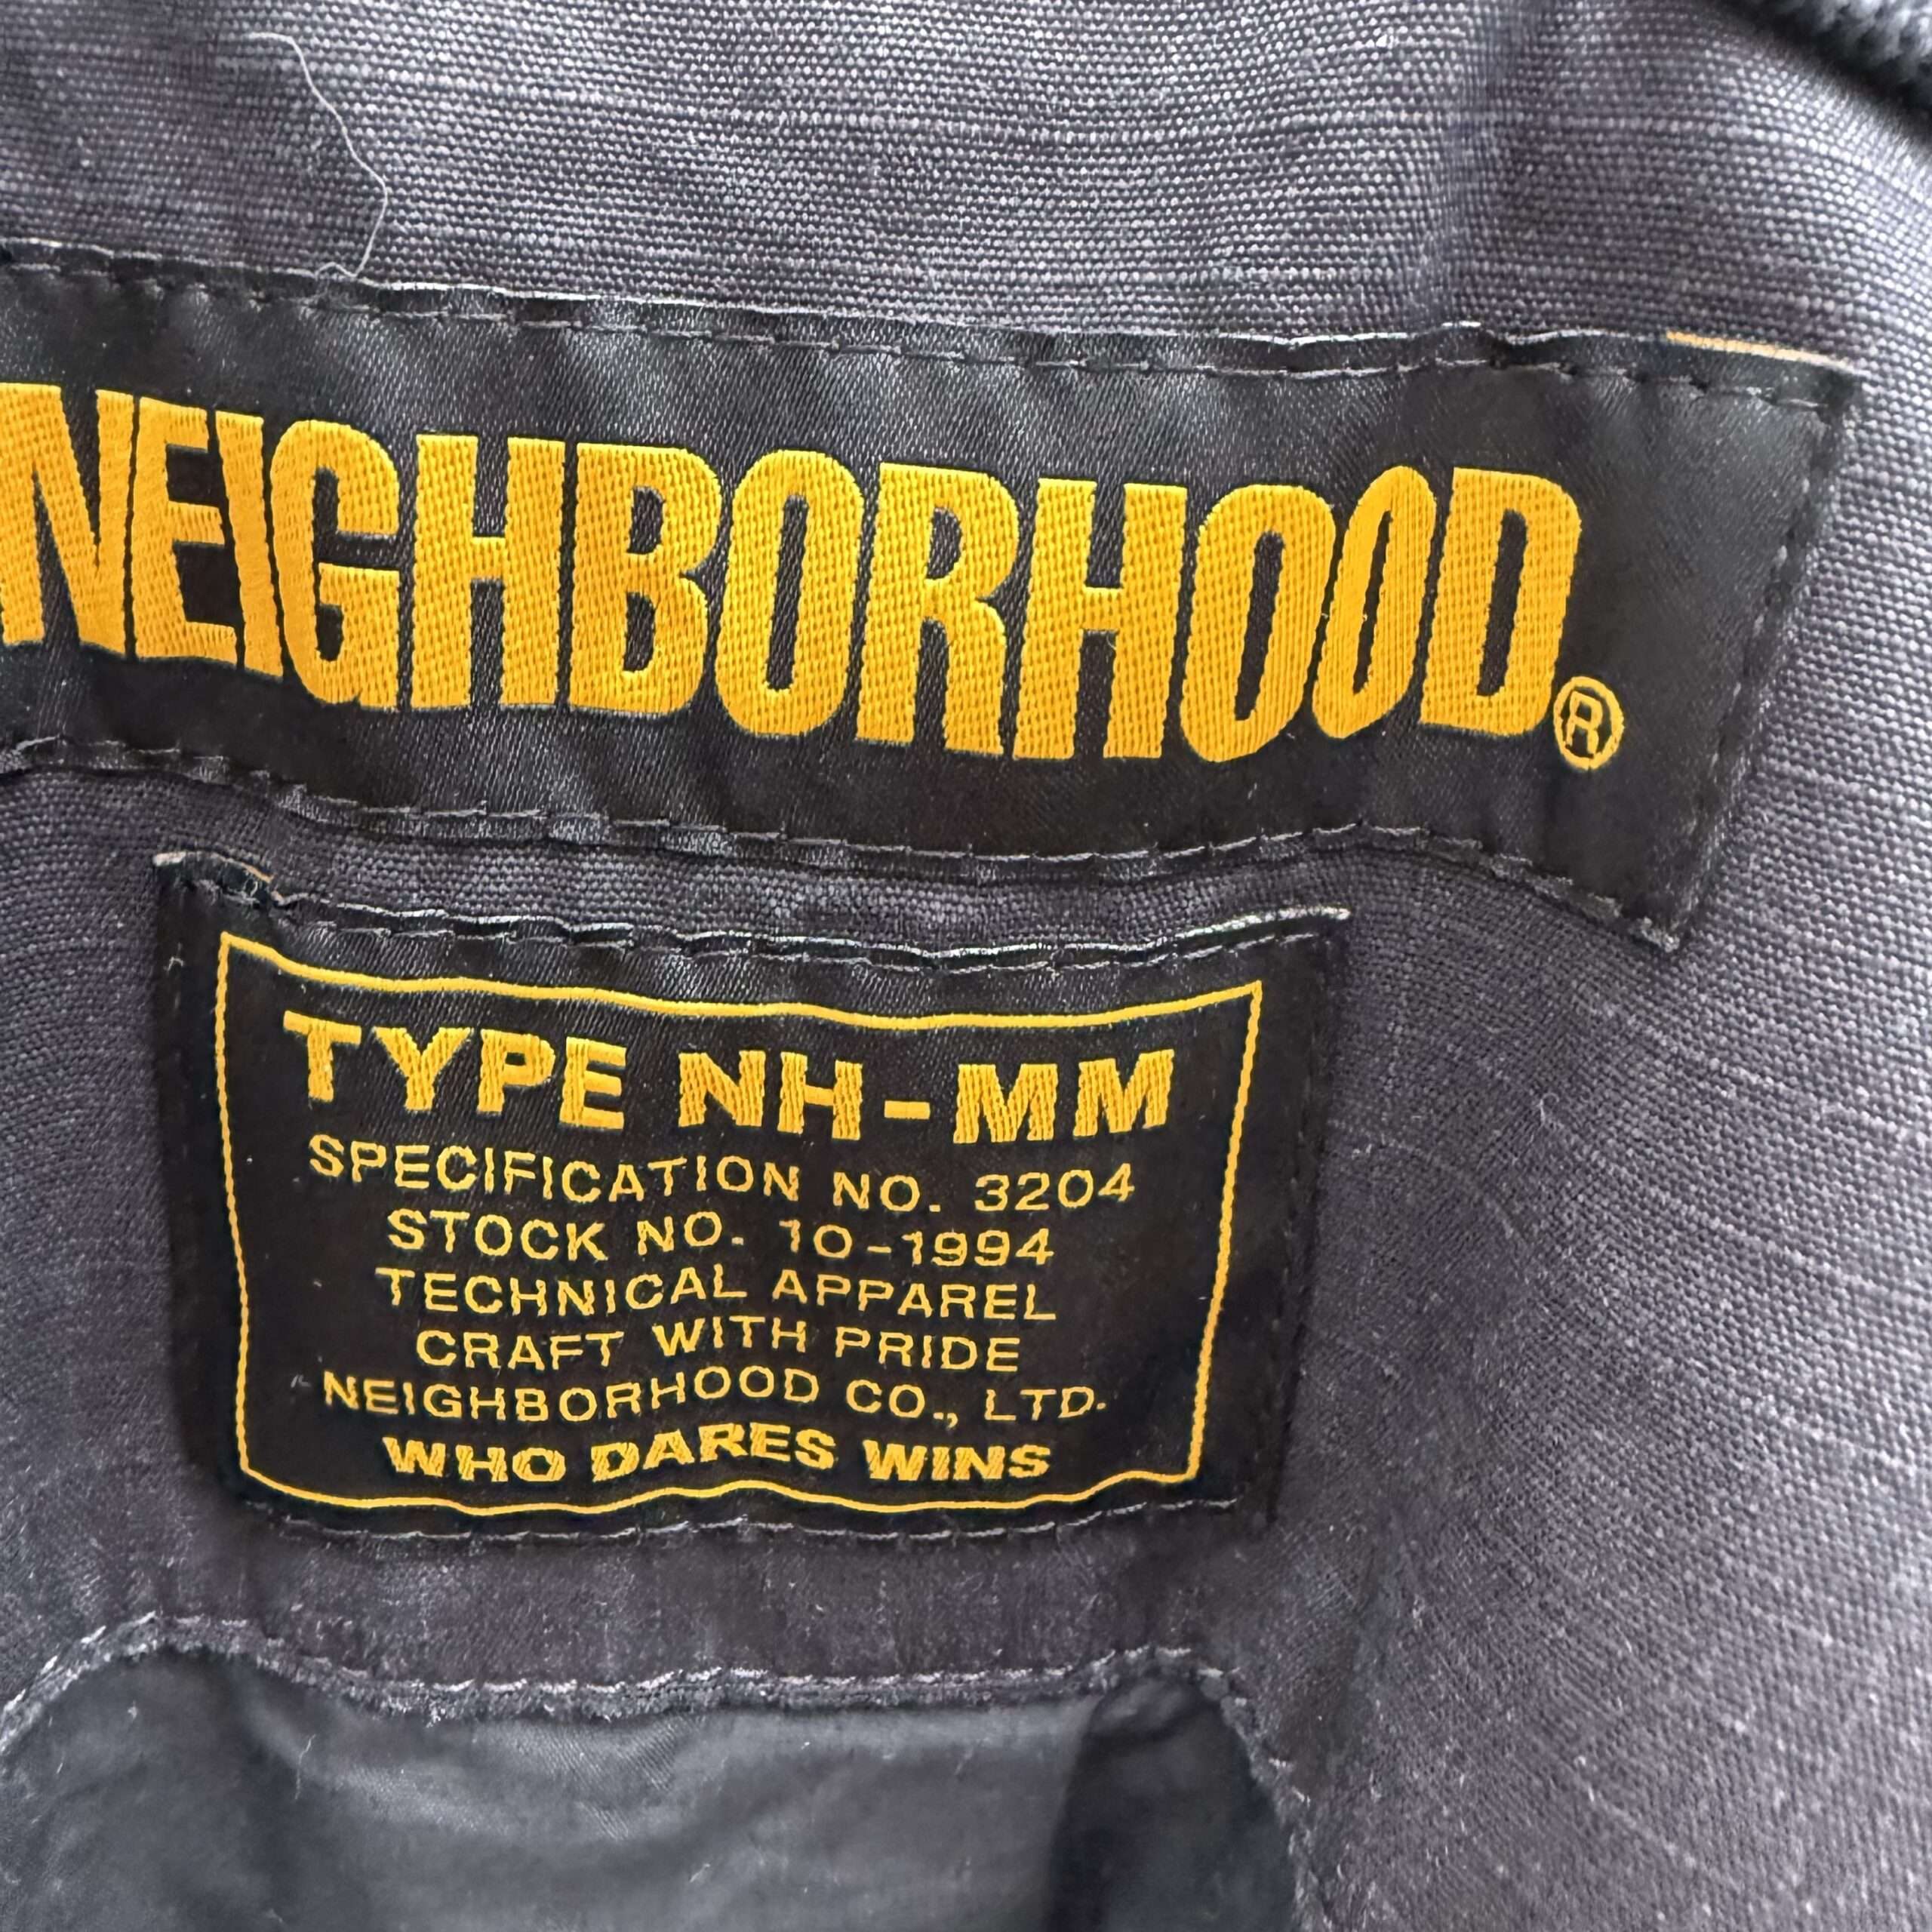 NEIGHBORHOOD®
TYPE NH-MM
SPECIFICATION NO. 3204
STOCK NO. 10-1994
TECHNICAL APPAREL
CRAFT WITH PRIDE
NEIGHBORHOOD CO., LTD.
WHO DARES WINS